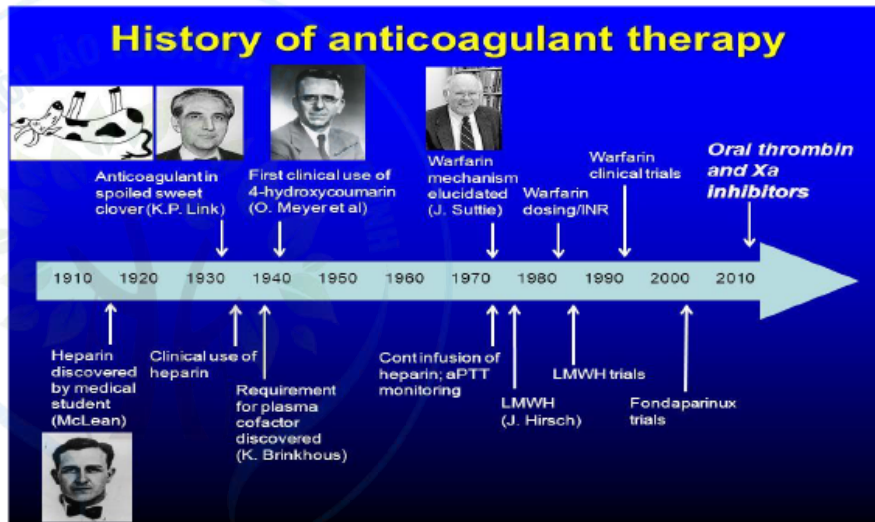 History of anticoagulant therapy
Anticoagulant in
spoiled sweet
clover (K.P. Link)
First clinical use of
4-hydroxycoumarin
(O. Meyer et al)
Warfarin
mechanism
elucidated
(J. Suttie)
Warfarin
dosing/INR
Warfarin
clinical trials
Oral thrombin
and Xa
inhibitors
1910 1920 1930 1940 1950 1960 1970 1980 1990 2000 2010
Heparin
discovered
by medical
student
(McLean)
Clinical use of
heparin
Requirement
for plasma
cofactor
discovered
(K. Brinkhous)
Cont infusion of
heparin; aPTT
monitoring
LMWH
(J. Hirsch)
LMWH trials
Fondaparinux
trials